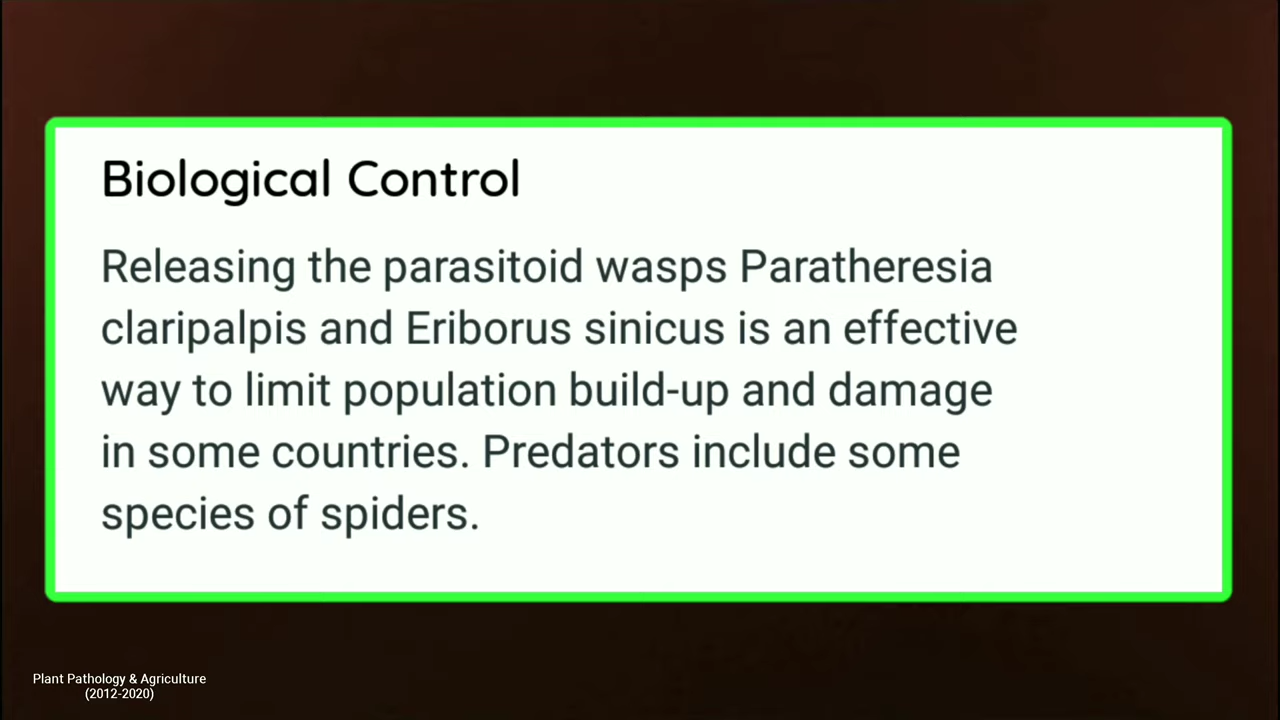 Biological Control
Releasing the parasitoid wasps Paratheresia
claripalpis and Eriborus sinicus is an effective
way to limit population build-up and damage
in some countries. Predators include some
species of spiders.
Plant Pathology & Agriculture
(2012-2020)